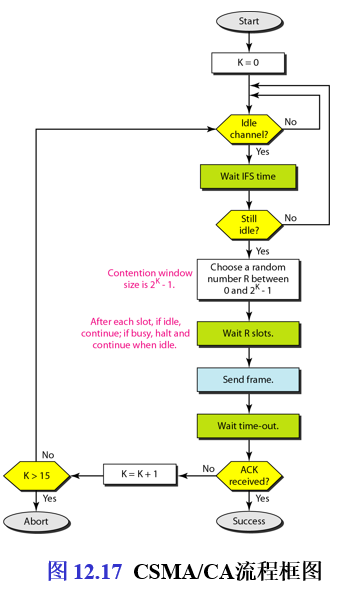 Start
K = 0
Idle
channel?
No
Yes
Wait IFS time
Still
idle?
No
Yes
Contention window
size is 2^K - 1.
Choose a random
number R between
0 and 2^K - 1
After each slot, if idle,
continue; if busy, halt and
continue when idle.
Wait R slots.
Send frame.
Wait time-out.
No
K > 15
K = K + 1
No
ACK
received?
Yes
Yes
Abort
Success
图 12.17 CSMA/CA流程框图